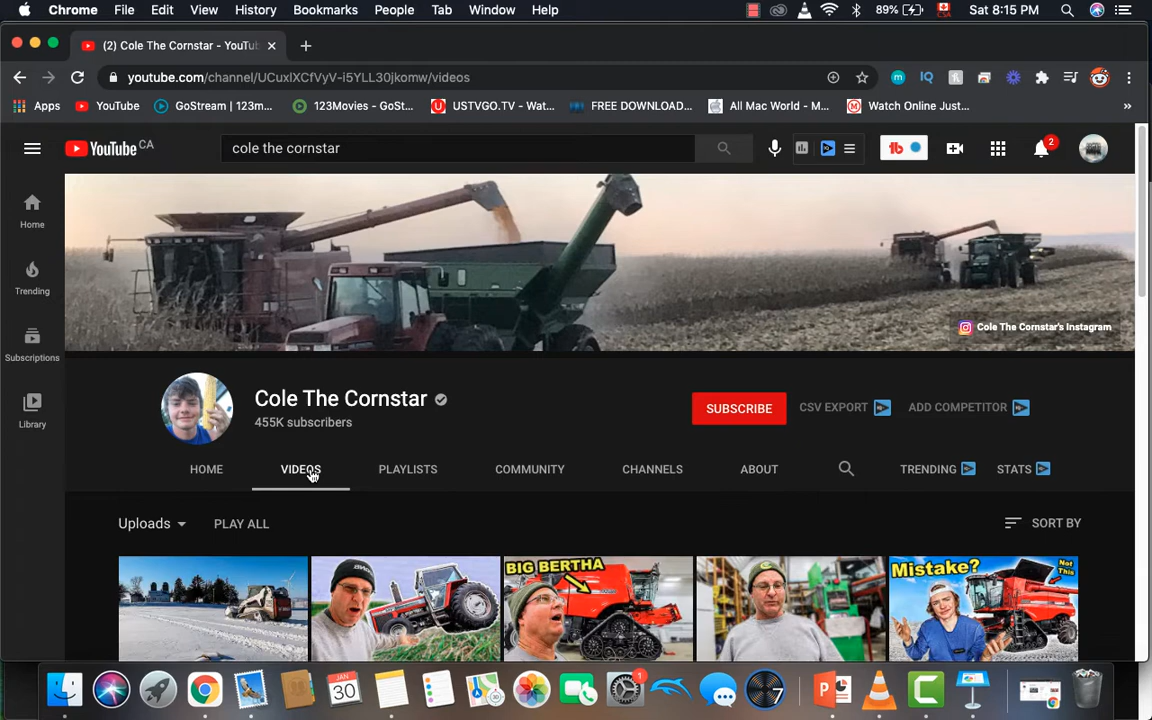 Chrome File Edit View History Bookmarks People Tab Window Help 89% Sat 8:15 PM
(2) Cole The Cornstar - YouTu
youtube.com/channel/UCuxlXCfVyV-i5YLL30jkomw/videos
Apps YouTube GoStream | 123m... 123Movies - GoSt... USTVGO.TV - Wat... FREE DOWNLOAD... All Mac World - M... Watch Online Just... »
YouTube CA cole the cornstar 2
Home
Trending
Subscriptions
Library
Cole The Cornstar's Instagram
Cole The Cornstar
455K subscribers
SUBSCRIBE CSV EXPORT ADD COMPETITOR
HOME VIDEOS PLAYLISTS COMMUNITY CHANNELS ABOUT TRENDING STATS
Uploads PLAY ALL SORT BY
BIG BERTHA
Mistake? Not This
JAN 30 1 7